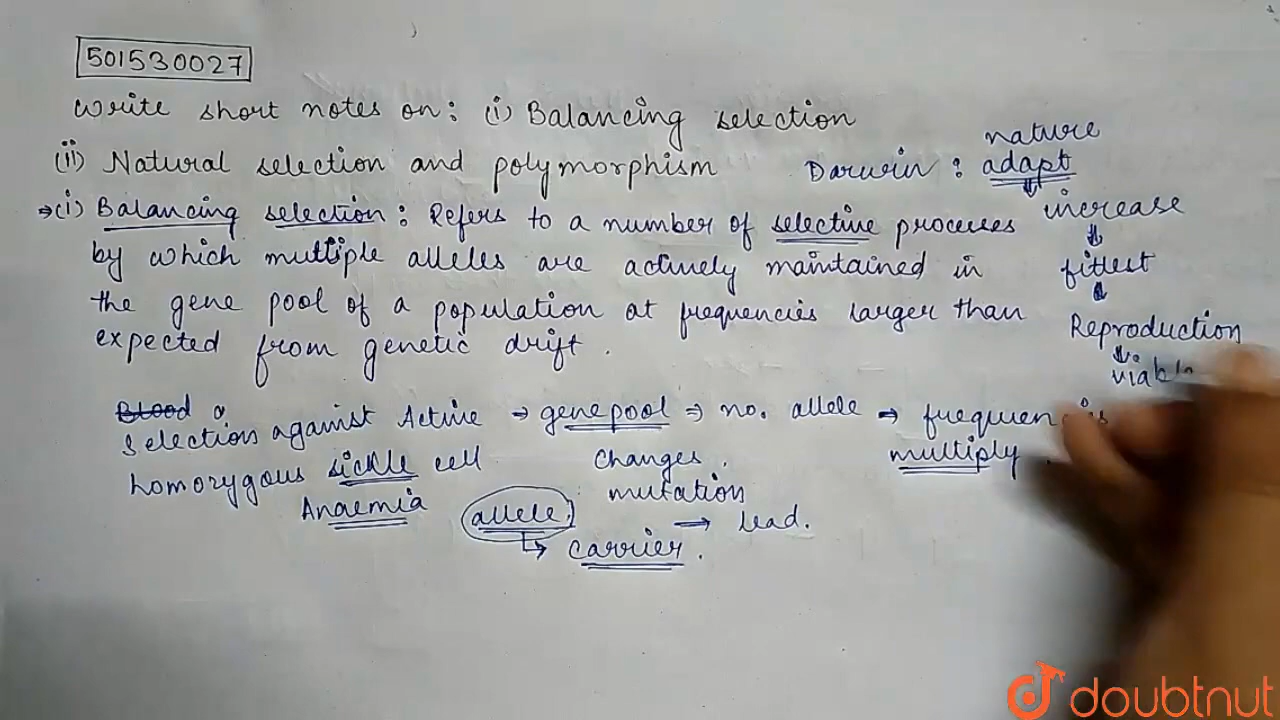 501530027
Write short notes on: (i) Balancing selection
(ii) Natural selection and polymorphism
⇒(i) Balancing selection: Refers to a number of selective processes
by which multiple alleles are actively maintained in
the gene pool of a population at frequencies larger than
expected from genetic drift.
nature
Darwin: adapt
increase
fittest
Reproduction
Blood
Selection against Active → genepool ⇒ no. allele ⇒
homozygous sickle cell
Anaemia
changes.
mutation
→ lead.
multiply.
allele.
↳ carrier.
doubtnut